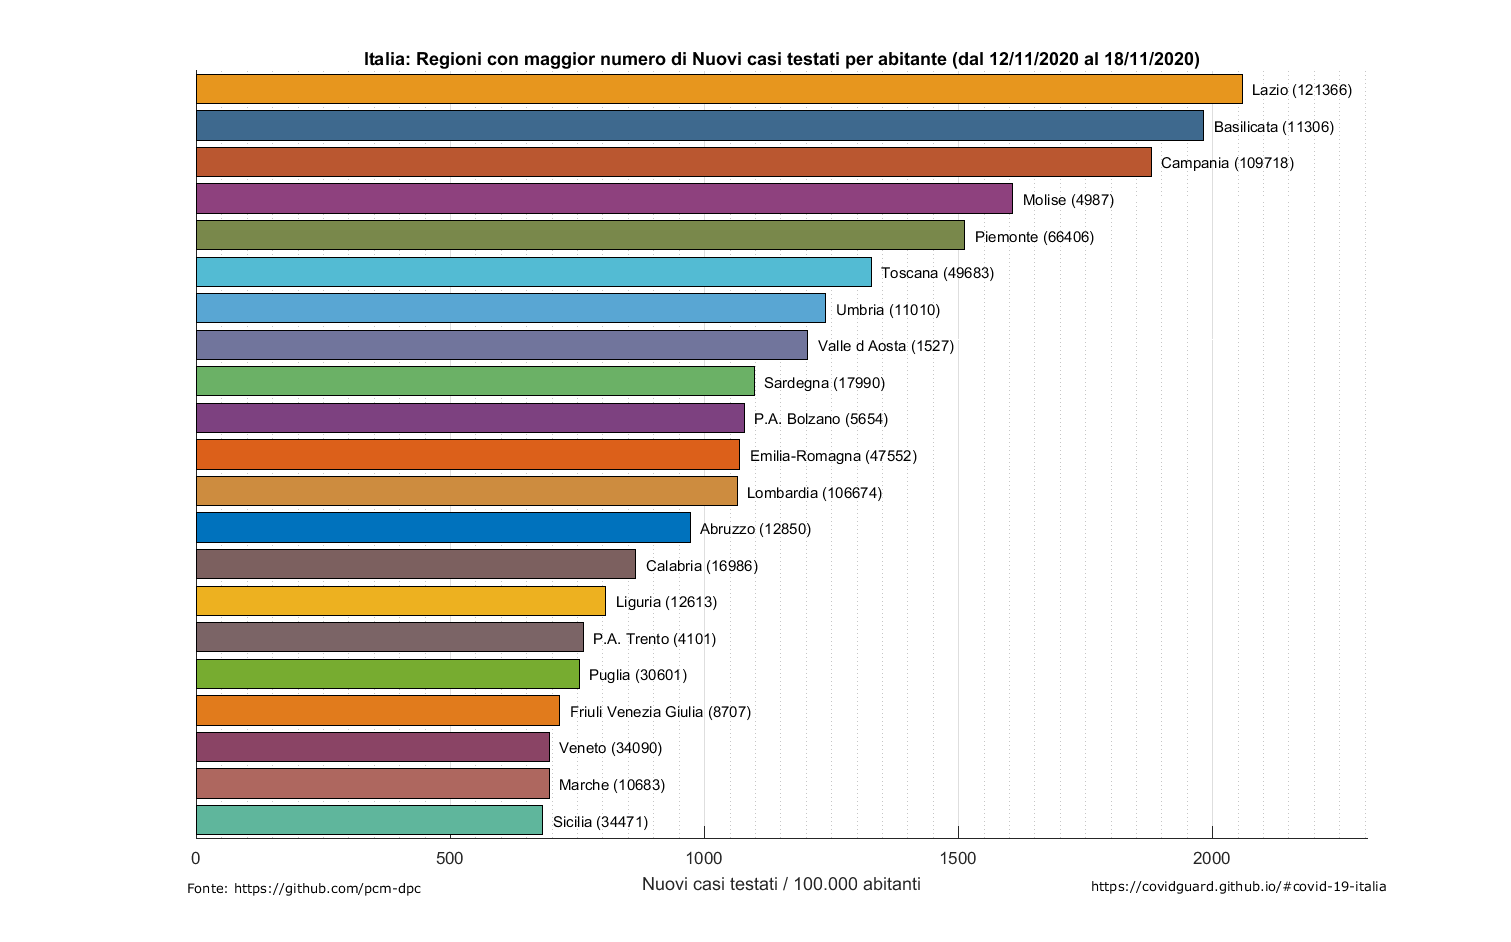 Italia: Regioni con maggior numero di Nuovi casi testati per abitante (dal 12/11/2020 al 18/11/2020)
Lazio (121366)
Basilicata (11306)
Campania (109718)
Molise (4987)
Piemonte (66406)
Toscana (49683)
Umbria (11010)
Valle d Aosta (1527)
Sardegna (17990)
P.A. Bolzano (5654)
Emilia-Romagna (47552)
Lombardia (106674)
Abruzzo (12850)
Calabria (16986)
Liguria (12613)
P.A. Trento (4101)
Puglia (30601)
Friuli Venezia Giulia (8707)
Veneto (34090)
Marche (10683)
Sicilia (34471)
0 500 1000 1500 2000
Nuovi casi testati / 100.000 abitanti
Fonte: https://github.com/pcm-dpc
https://covidguard.github.io/#covid-19-italia